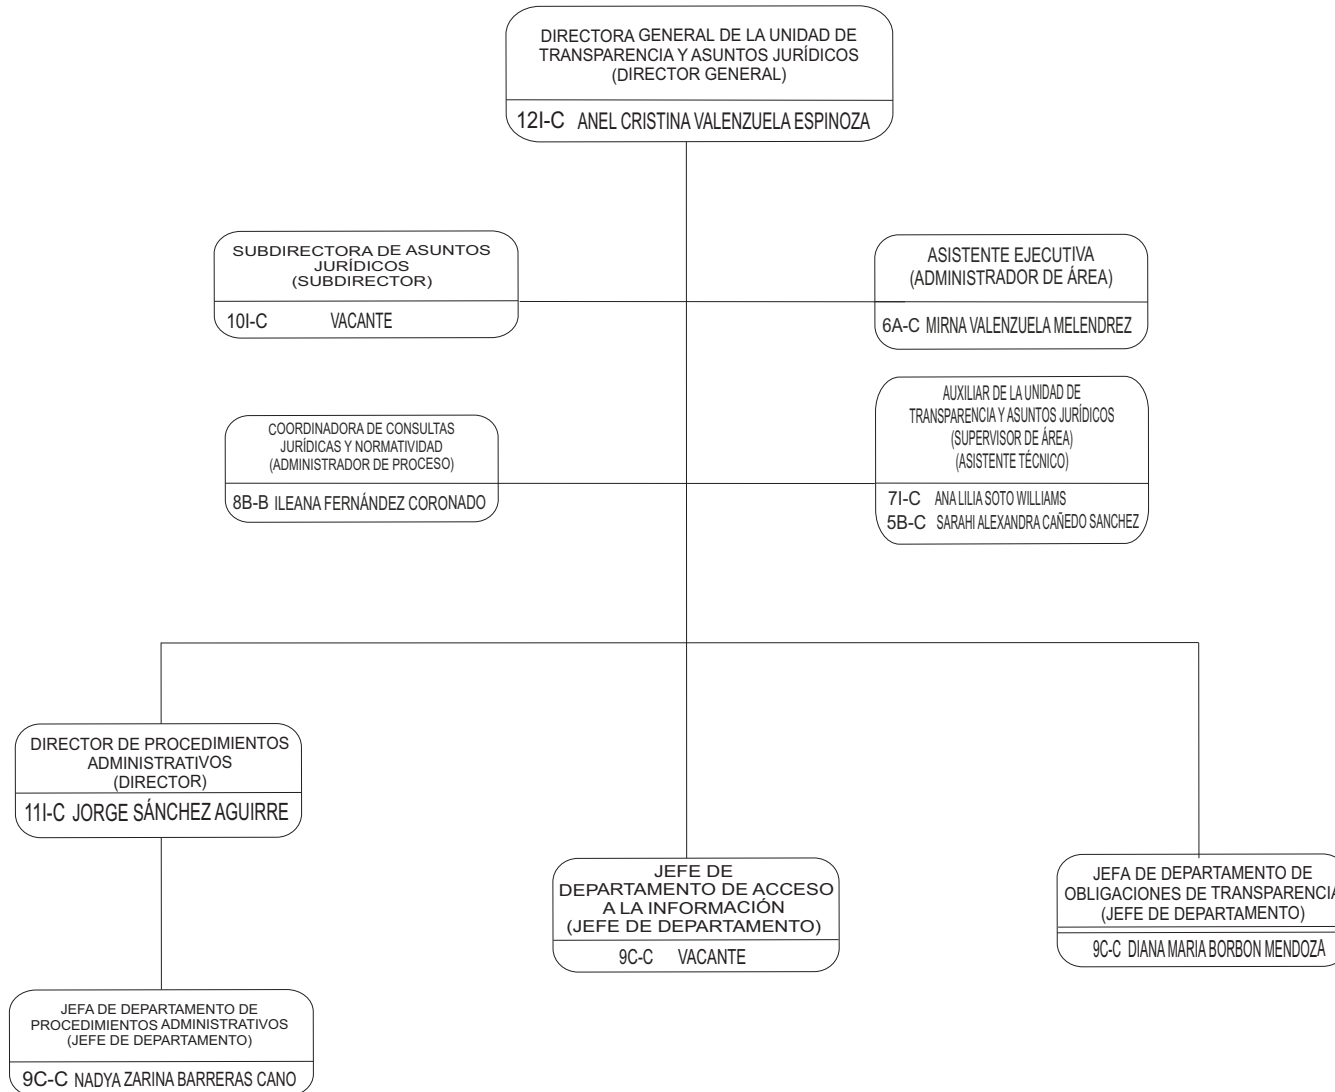 DIRECTORA GENERAL DE LA UNIDAD DE
TRANSPARENCIA Y ASUNTOS JURÍDICOS
(DIRECTOR GENERAL)
12I-C ANEL CRISTINA VALENZUELA ESPINOZA
SUBDIRECTORA DE ASUNTOS
JURÍDICOS
(SUBDIRECTOR)
10I-C VACANTE
ASISTENTE EJECUTIVA
(ADMINISTRADOR DE ÁREA)
6A-C MIRNA VALENZUELA MELENDREZ
COORDINADORA DE CONSULTAS
JURÍDICAS Y NORMATIVIDAD
(ADMINISTRADOR DE PROCESO)
8B-B ILEANA FERNÁNDEZ CORONADO
AUXILIAR DE LA UNIDAD DE
TRANSPARENCIA Y ASUNTOS JURÍDICOS
(SUPERVISOR DE ÁREA)
(ASISTENTE TÉCNICO)
7I-C ANA LILIA SOTO WILLIAMS
5B-C SARAHI ALEXANDRA CAÑEDO SANCHEZ
DIRECTOR DE PROCEDIMIENTOS
ADMINISTRATIVOS
(DIRECTOR)
11I-C JORGE SÁNCHEZ AGUIRRE
JEFE DE
DEPARTAMENTO DE ACCESO
A LA INFORMACIÓN
(JEFE DE DEPARTAMENTO)
9C-C VACANTE
JEFA DE DEPARTAMENTO DE
OBLIGACIONES DE TRANSPARENCIA
(JEFE DE DEPARTAMENTO)
9C-C DIANA MARIA BORBON MENDOZA
JEFA DE DEPARTAMENTO DE
PROCEDIMIENTOS ADMINISTRATIVOS
(JEFE DE DEPARTAMENTO)
9C-C NADYA ZARINA BARRERAS CANO